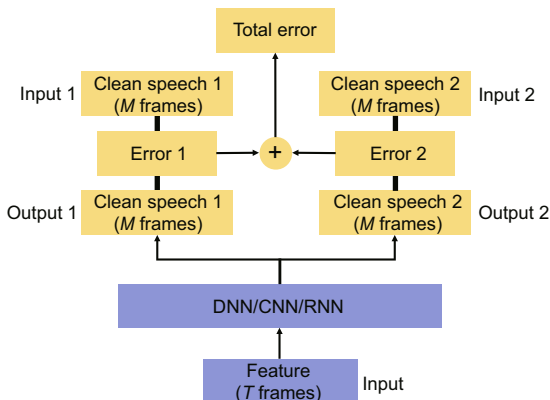 Total error
Input 1
Clean speech 1
(M frames)
Clean speech 2
(M frames)
Input 2
Error 1
+
Error 2
Output 1
Clean speech 1
(M frames)
Clean speech 2
(M frames)
Output 2
DNN/CNN/RNN
Feature
(T frames)
Input